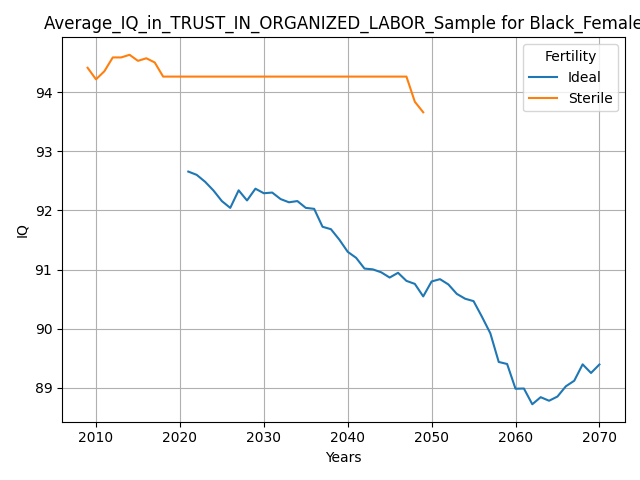 Average_IQ_in_TRUST_IN_ORGANIZED_LABOR_Sample for Black_Female
Fertility
Ideal
Sterile
94
93
92
91
90
89
IQ
2010 2020 2030 2040 2050 2060 2070
Years